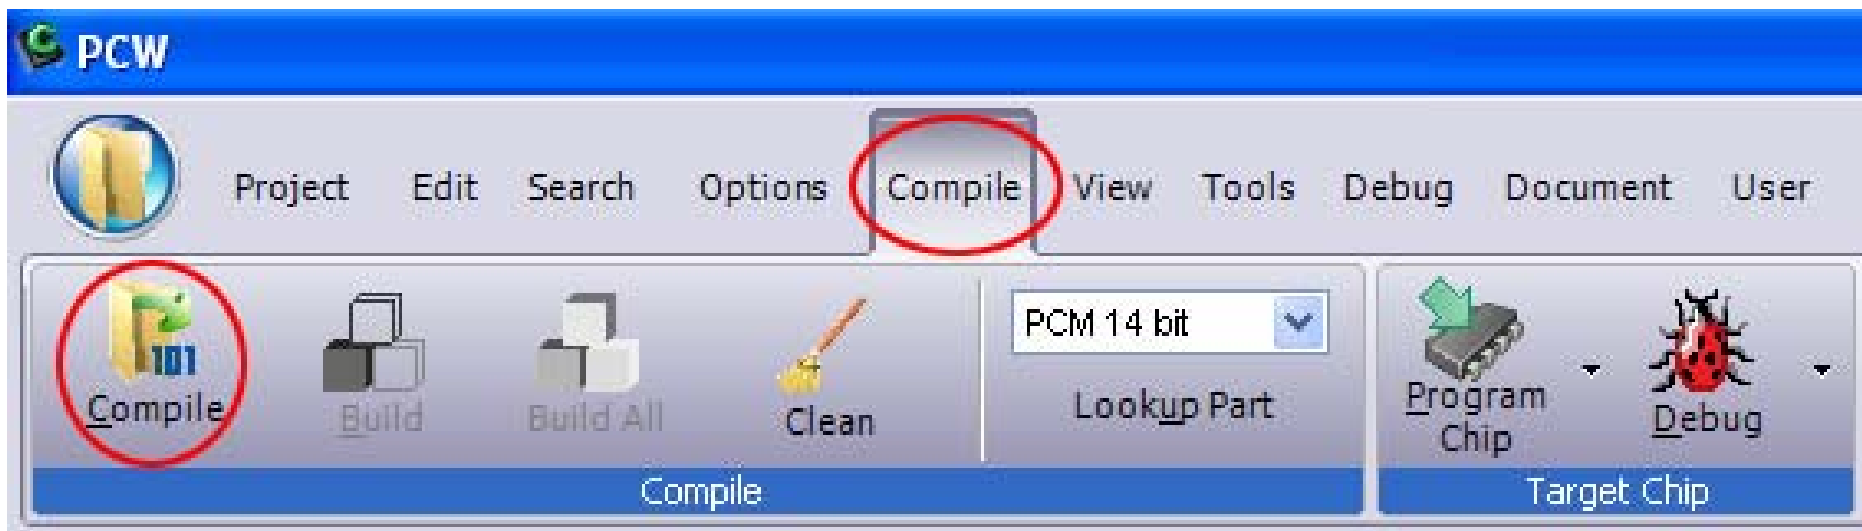 PCW
Project Edit Search Options Compile View Tools Debug Document User
101
PCM 14 bit
Compile Build Build All Clean Lookup Part Program Chip Debug
Compile Target Chip